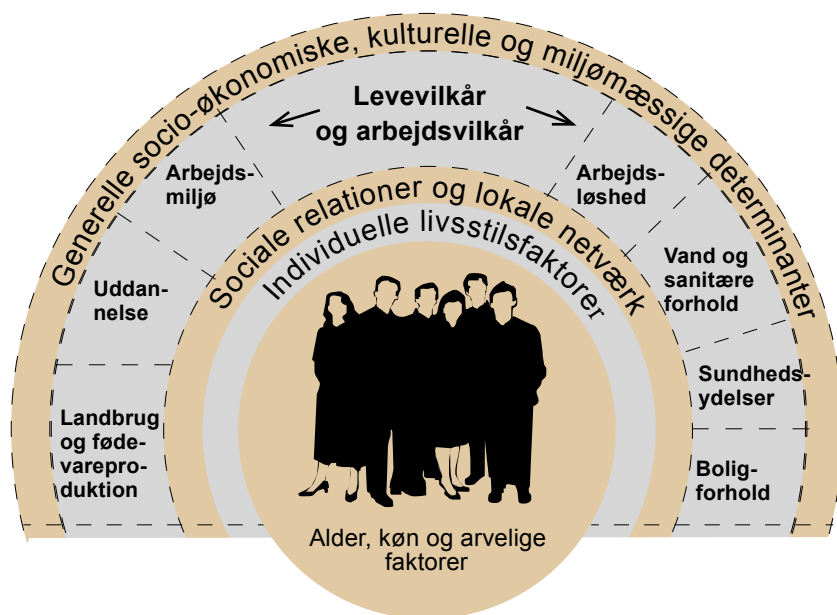 Generelle socio-økonomiske, kulturelle og miljømæssige determinanter
Levevilkår
og arbejdsvilkår
Arbejds-
miljø
Arbejds-
løshed
Sociale relationer og lokale netværk
Individuelle livsstilsfaktorer
Uddan-
nelse
Vand og
sanitære
forhold
Landbrug
og føde-
varepro-
duktion
Sundheds-
ydelser
Bolig-
forhold
Alder, køn og arvelige
faktorer